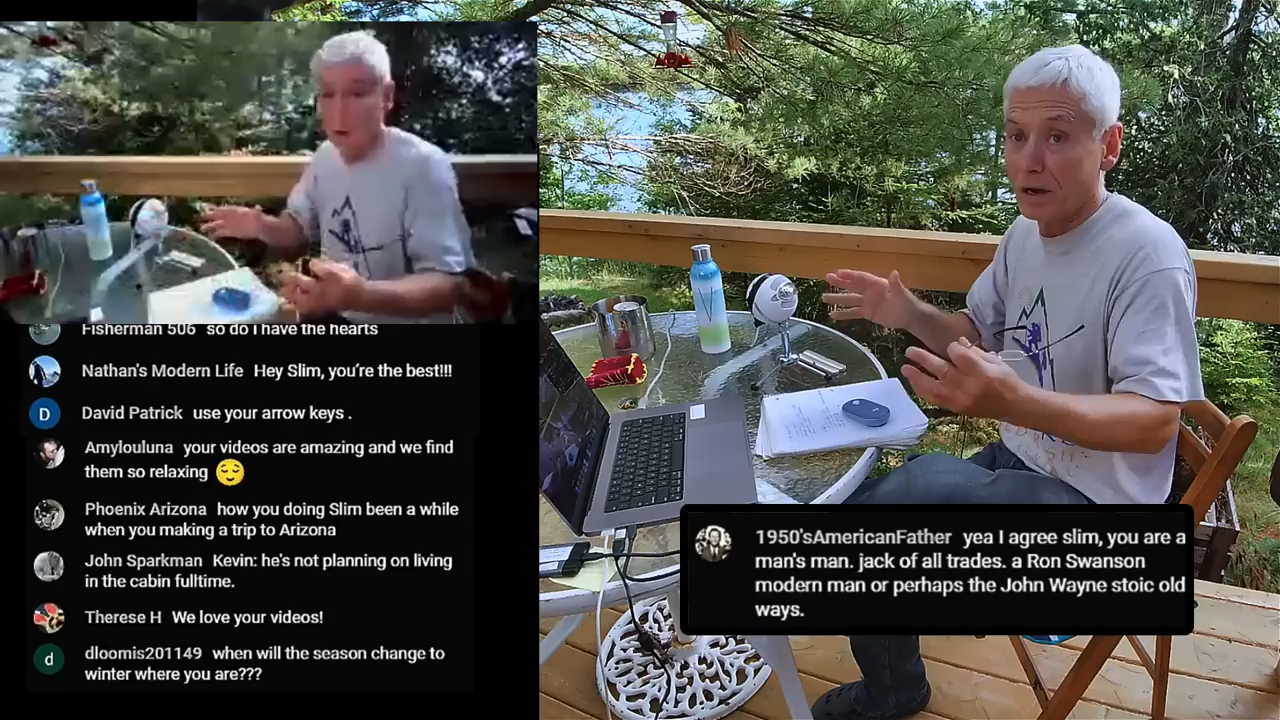 Fisherman 506 so do I have the hearts
Nathan's Modern Life Hey Slim, you're the best!!!
D
David Patrick use your arrow keys .
Amylouluna your videos are amazing and we find
them so relaxing 😌
Phoenix Arizona how you doing Slim been a while
when you making a trip to Arizona
John Sparkman Kevin: he's not planning on living
in the cabin fulltime.
Therese H We love your videos!
d
dloomis201149 when will the season change to
winter where you are???
1950'sAmericanFather yea I agree slim, you are a
man's man. jack of all trades. a Ron Swanson
modern man or perhaps the John Wayne stoic old
ways.